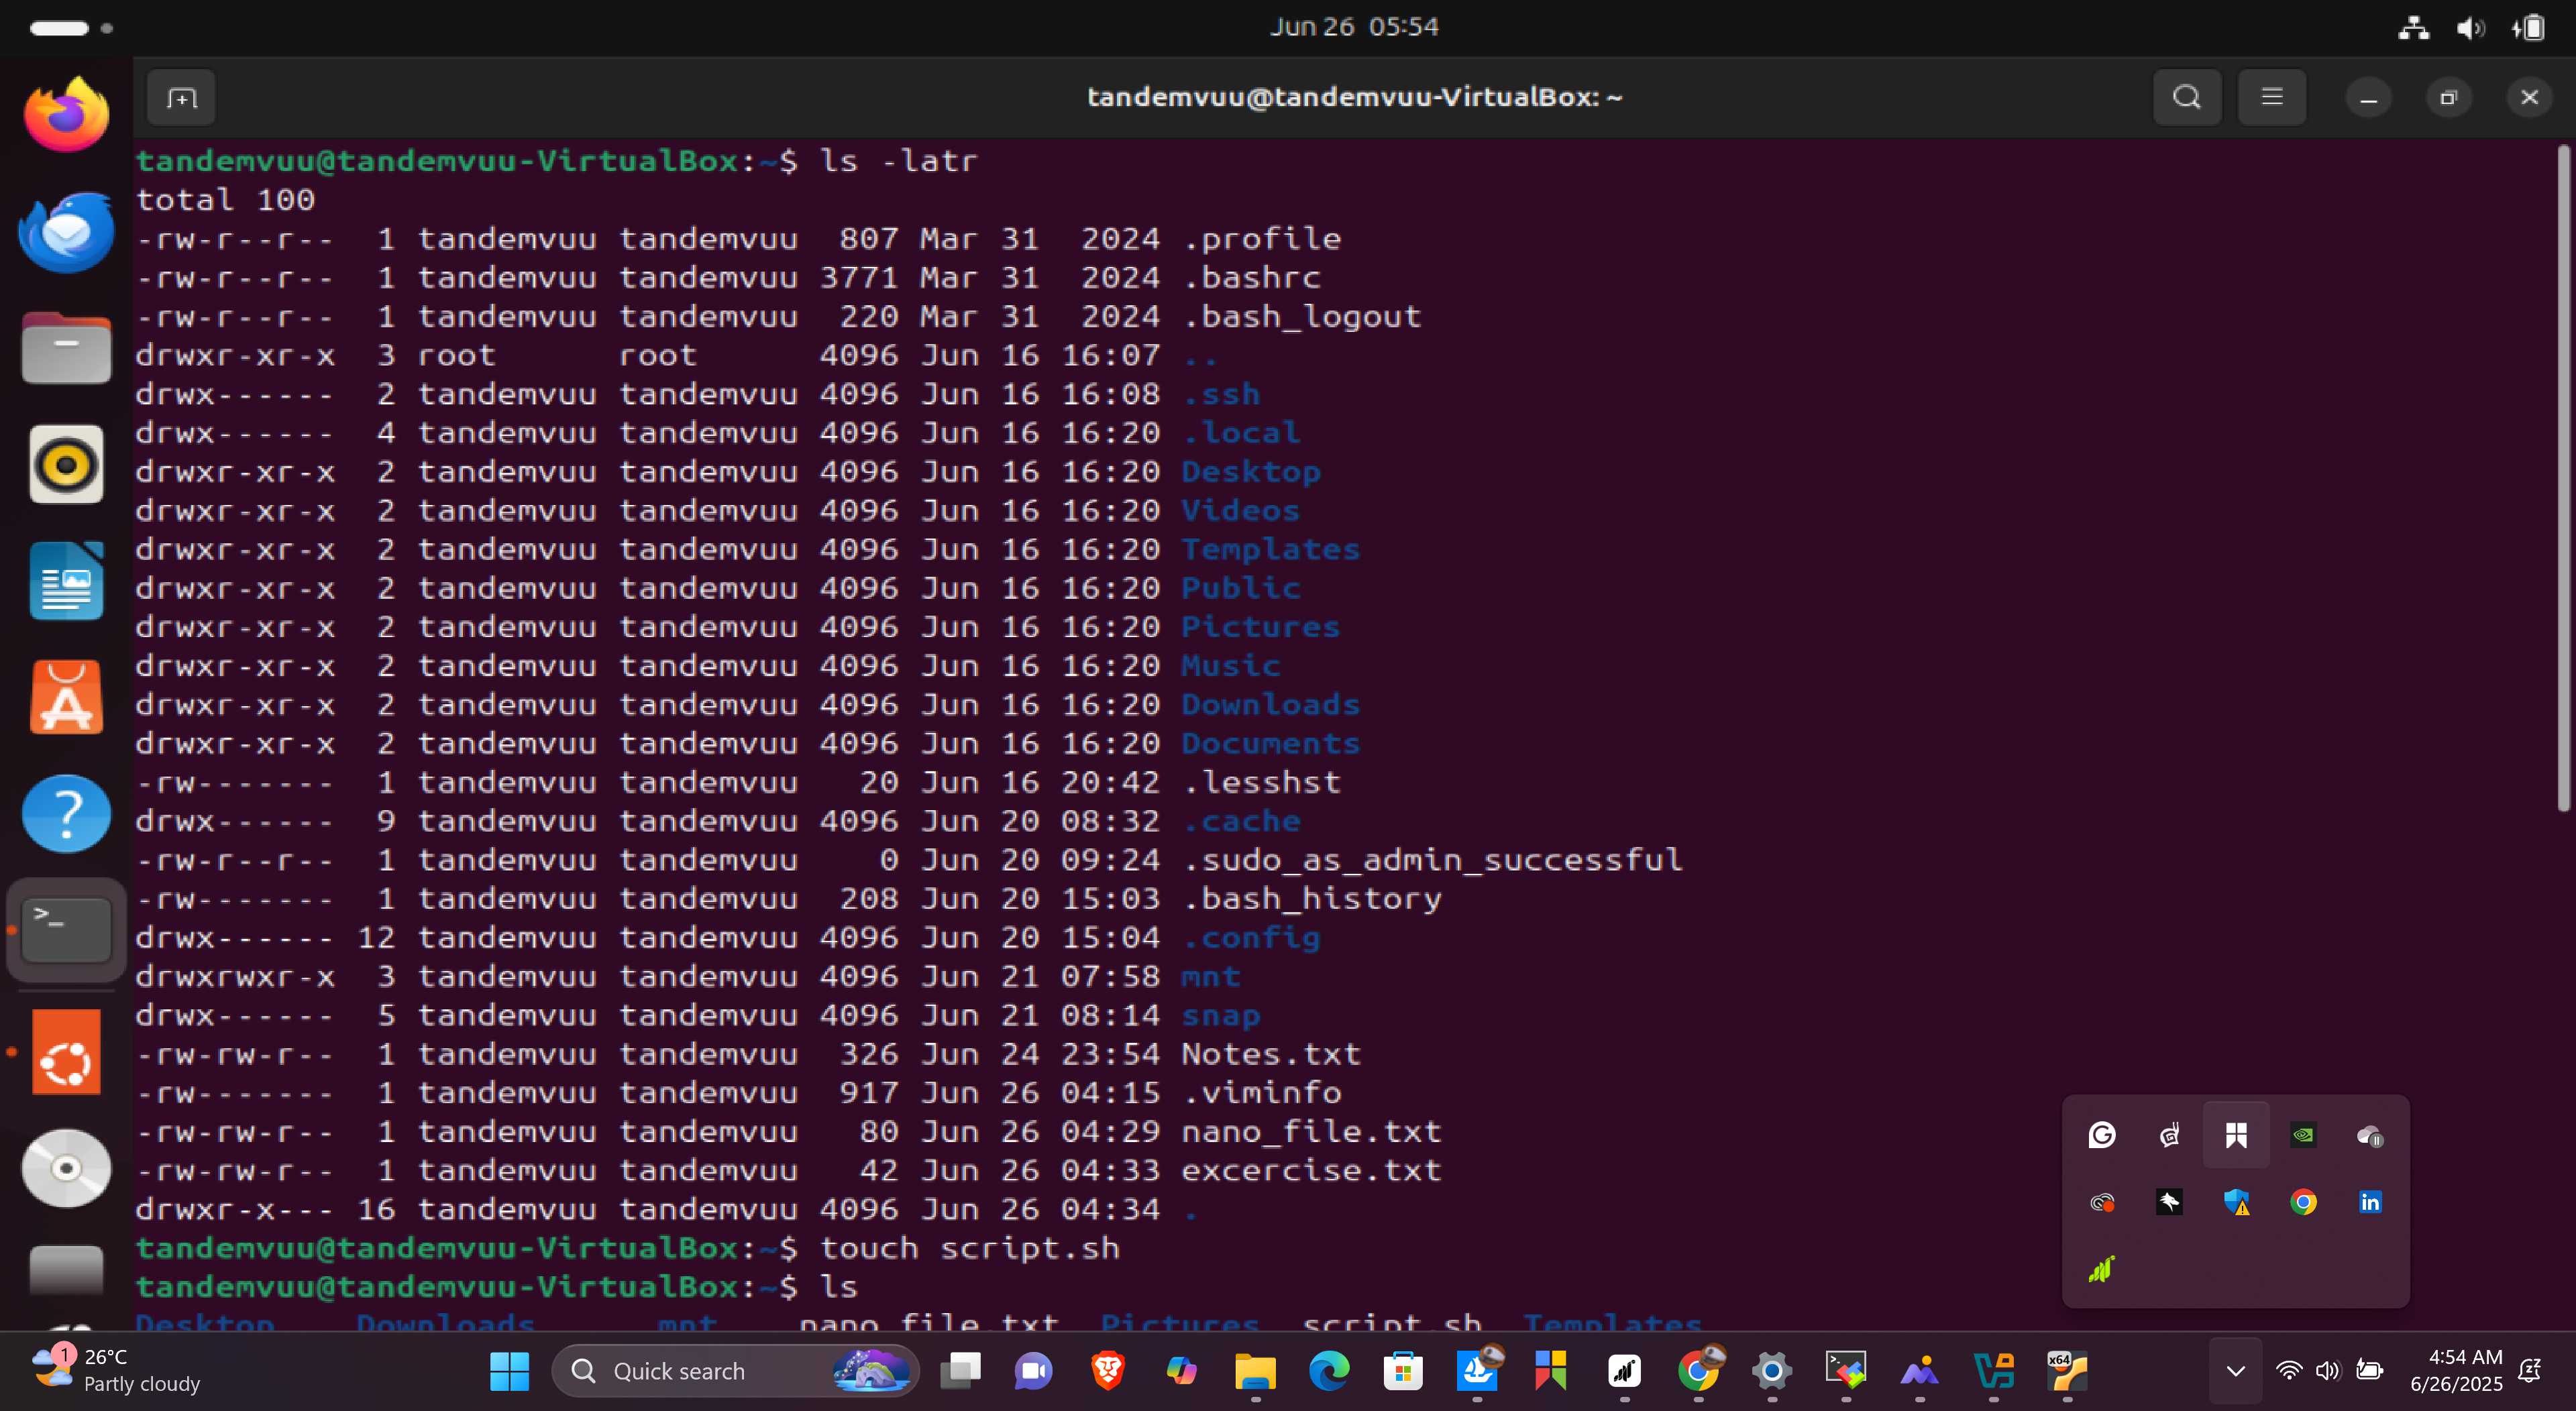 Jun 26 05:54
tandemvuu@tandemvuu-VirtualBox: ~
tandemvuu@tandemvuu-VirtualBox:~$ ls -latr
total 100
-rw-r--r--  1 tandemvuu tandemvuu  807 Mar 31  2024 .profile
-rw-r--r--  1 tandemvuu tandemvuu 3771 Mar 31  2024 .bashrc
-rw-r--r--  1 tandemvuu tandemvuu  220 Mar 31  2024 .bash_logout
drwxr-xr-x  3 root      root      4096 Jun 16 16:07 ..
drwx------  2 tandemvuu tandemvuu 4096 Jun 16 16:08 .ssh
drwx------  4 tandemvuu tandemvuu 4096 Jun 16 16:20 .local
drwxr-xr-x  2 tandemvuu tandemvuu 4096 Jun 16 16:20 Desktop
drwxr-xr-x  2 tandemvuu tandemvuu 4096 Jun 16 16:20 Videos
drwxr-xr-x  2 tandemvuu tandemvuu 4096 Jun 16 16:20 Templates
drwxr-xr-x  2 tandemvuu tandemvuu 4096 Jun 16 16:20 Public
drwxr-xr-x  2 tandemvuu tandemvuu 4096 Jun 16 16:20 Pictures
drwxr-xr-x  2 tandemvuu tandemvuu 4096 Jun 16 16:20 Music
drwxr-xr-x  2 tandemvuu tandemvuu 4096 Jun 16 16:20 Downloads
drwxr-xr-x  2 tandemvuu tandemvuu 4096 Jun 16 16:20 Documents
-rw-------  1 tandemvuu tandemvuu   20 Jun 16 20:42 .lesshst
drwx------  9 tandemvuu tandemvuu 4096 Jun 20 08:32 .cache
-rw-r--r--  1 tandemvuu tandemvuu    0 Jun 20 09:24 .sudo_as_admin_successful
-rw-------  1 tandemvuu tandemvuu  208 Jun 20 15:03 .bash_history
drwx------ 12 tandemvuu tandemvuu 4096 Jun 20 15:04 .config
drwxrwxr-x  3 tandemvuu tandemvuu 4096 Jun 21 07:58 mnt
drwx------  5 tandemvuu tandemvuu 4096 Jun 21 08:14 snap
-rw-rw-r--  1 tandemvuu tandemvuu  326 Jun 24 23:54 Notes.txt
-rw-------  1 tandemvuu tandemvuu  917 Jun 26 04:15 .viminfo
-rw-rw-r--  1 tandemvuu tandemvuu   80 Jun 26 04:29 nano_file.txt
-rw-rw-r--  1 tandemvuu tandemvuu   42 Jun 26 04:33 excercise.txt
drwxr-x--- 16 tandemvuu tandemvuu 4096 Jun 26 04:34 .
tandemvuu@tandemvuu-VirtualBox:~$ touch script.sh
tandemvuu@tandemvuu-VirtualBox:~$ ls
Desktop    Downloads      mnt    nano_file.txt  Pictures  script.sh  Templates
1
26°C
Partly cloudy
Quick search
x64
4:54 AM
6/26/2025